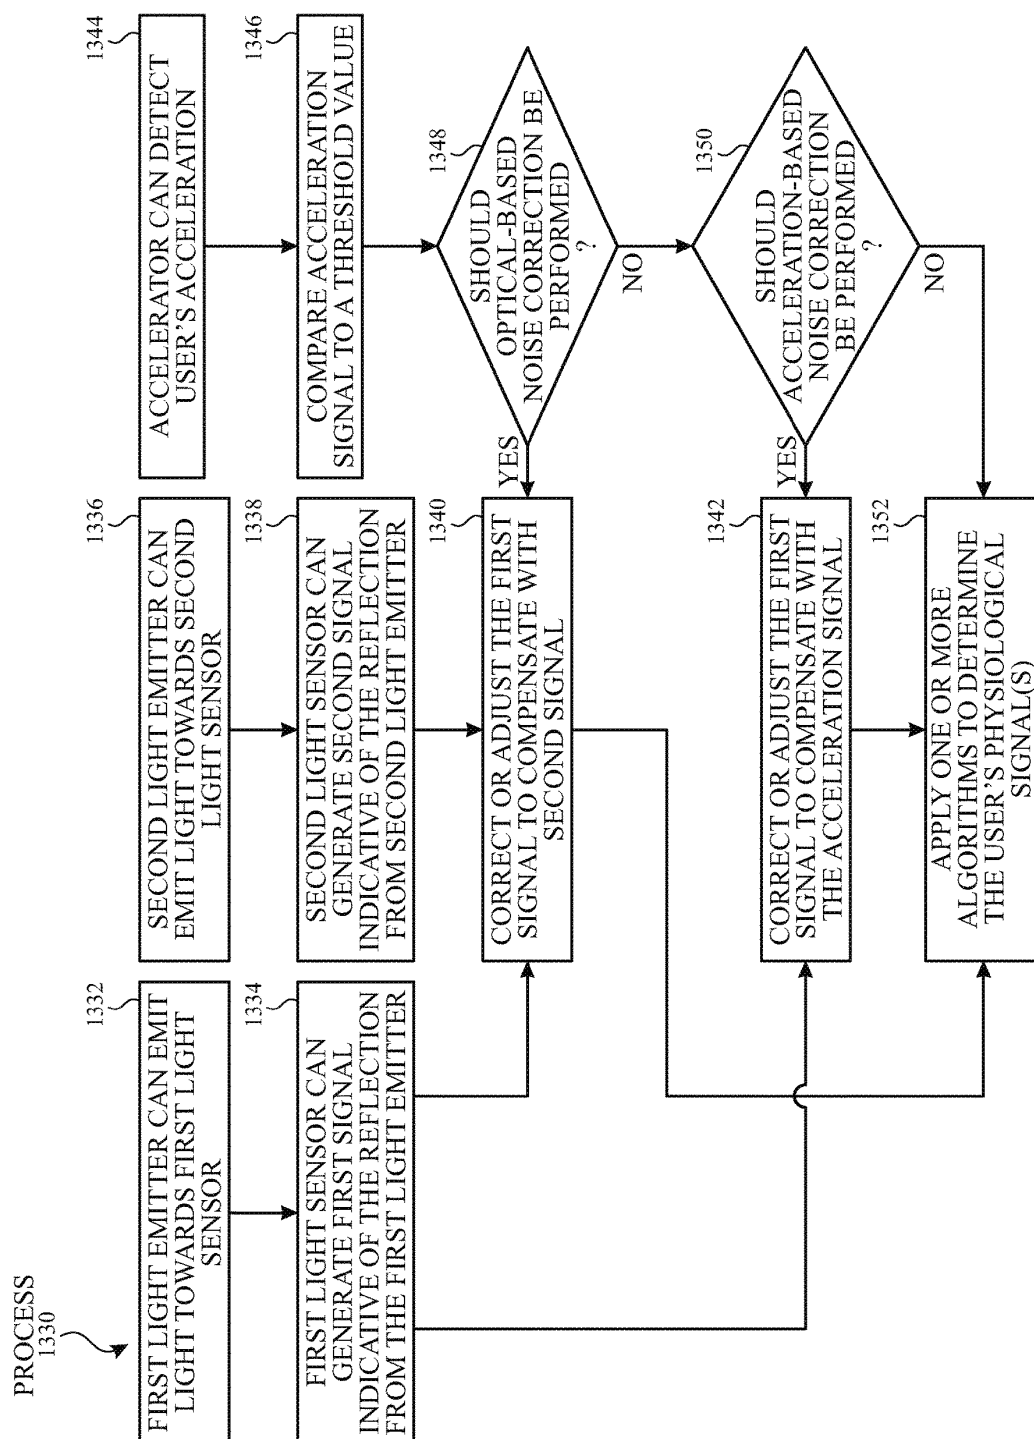 PROCESS
1330
1332
FIRST LIGHT EMITTER CAN EMIT
LIGHT TOWARDS FIRST LIGHT
SENSOR
1334
FIRST LIGHT SENSOR CAN
GENERATE FIRST SIGNAL
INDICATIVE OF THE REFLECTION
FROM THE FIRST LIGHT EMITTER
1336
SECOND LIGHT EMITTER CAN
EMIT LIGHT TOWARDS SECOND
LIGHT SENSOR
1338
SECOND LIGHT SENSOR CAN
GENERATE SECOND SIGNAL
INDICATIVE OF THE REFLECTION
FROM SECOND LIGHT EMITTER
1340
CORRECT OR ADJUST THE FIRST
SIGNAL TO COMPENSATE WITH
SECOND SIGNAL
1342
CORRECT OR ADJUST THE FIRST
SIGNAL TO COMPENSATE WITH
THE ACCELERATION SIGNAL
1352
APPLY ONE OR MORE
ALGORITHMS TO DETERMINE
THE USER'S PHYSIOLOGICAL
SIGNAL(S)
1344
ACCELERATOR CAN DETECT
USER'S ACCELERATION
1346
COMPARE ACCELERATION
SIGNAL TO A THRESHOLD VALUE
1348
SHOULD
OPTICAL-BASED
NOISE CORRECTION BE
PERFORMED
?
YES
NO
1350
SHOULD
ACCELERATION-BASED
NOISE CORRECTION
BE PERFORMED
?
YES
NO